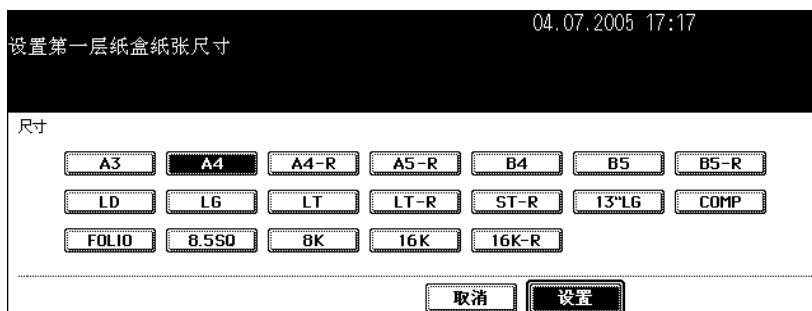 04.07.2005 17:17
设置第一层纸盒纸张尺寸
尺寸
A3 A4 A4-R A5-R B4 B5 B5-R
LD LG LT LT-R ST-R 13"LG COMP
FOLIO 8.5SQ 8K 16K 16K-R
取消 设置